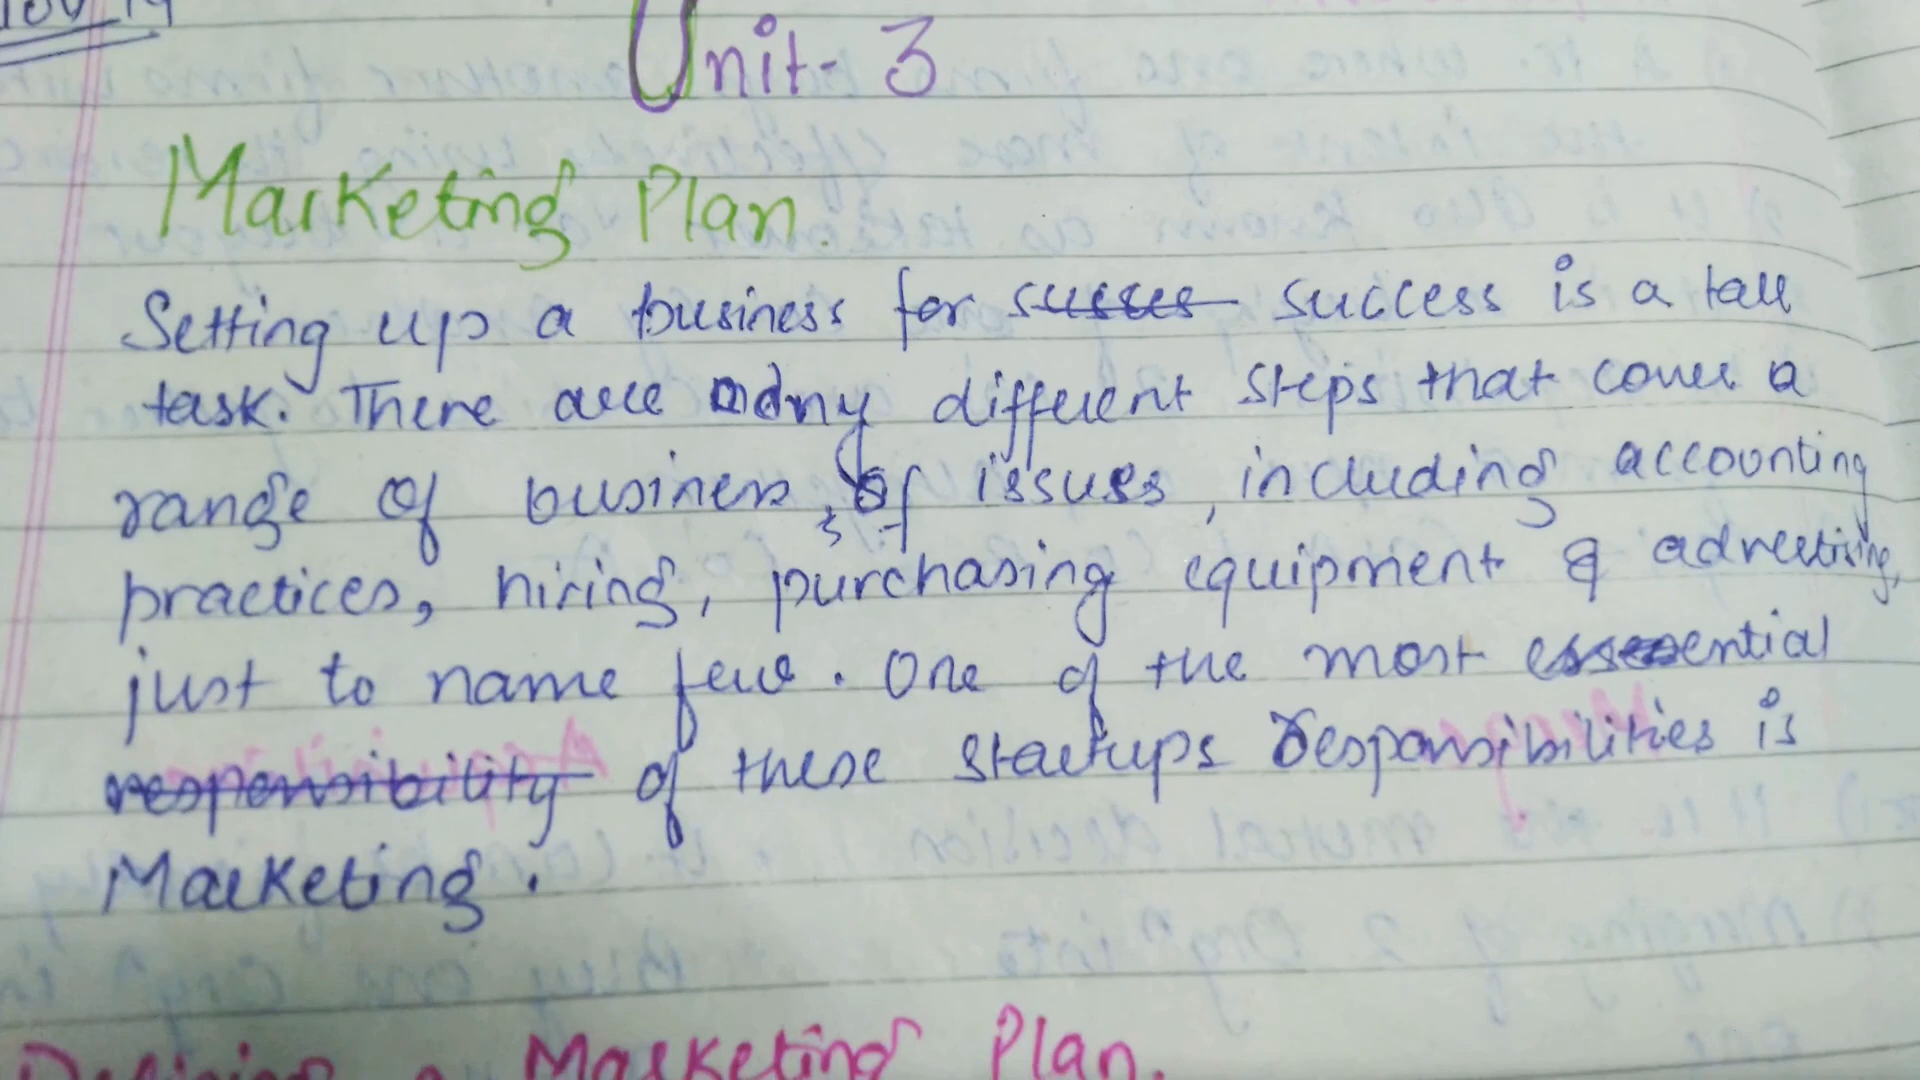 Unit-3
Marketing Plan.
Setting up a business for success is a tall
task. There are many different steps that cover a
range of business, of issues, including accounting
practices, hiring, purchasing equipment & advertising,
just to name few. One of the most essential
responsibility of these startups responsibilities is
Marketing.
Defining a Marketing Plan.